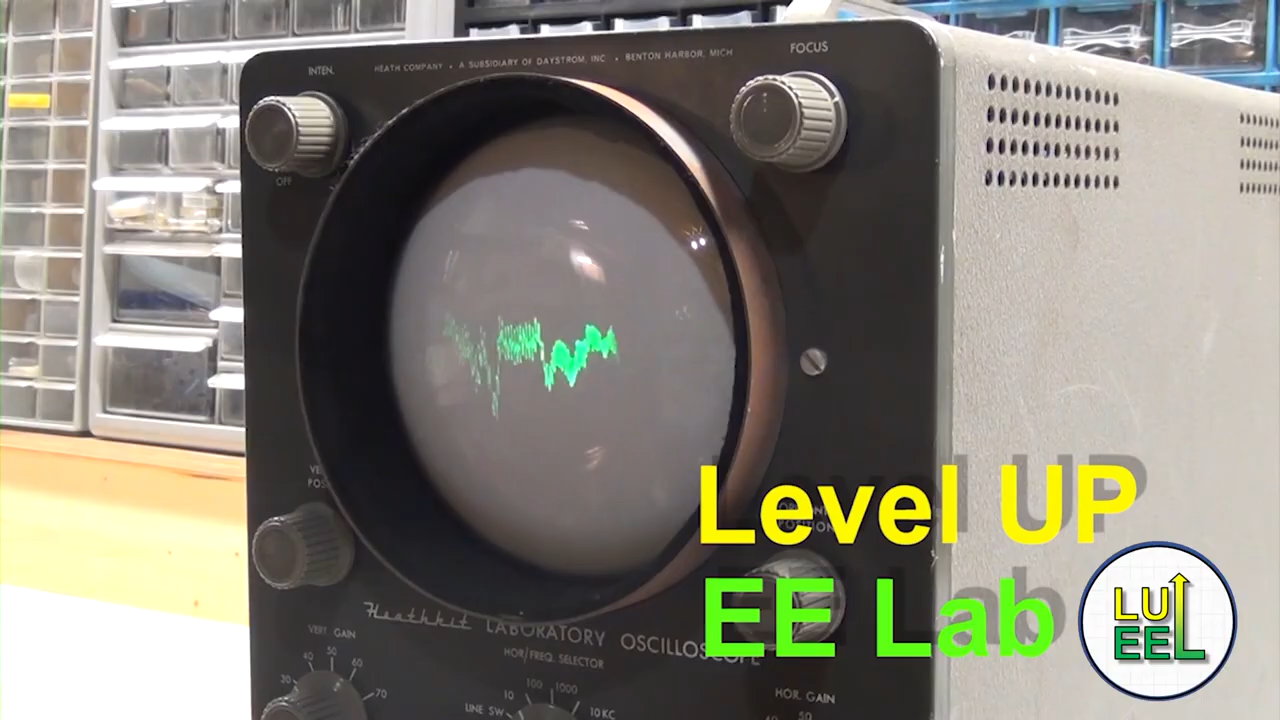 INTEN.
HEATH COMPANY • A SUBSIDIARY OF DAYSTROM, INC • BENTON HARBOR, MICH
FOCUS
OFF
Level UP
EE Lab
LU
EEL
Heathkit LABORATORY OSCILLOSCOPE
VERT GAIN
30 40 50 60 70
HOR/FREQ. SELECTOR
LINE SW. 10 100 1000 10KC
HOR. GAIN
50